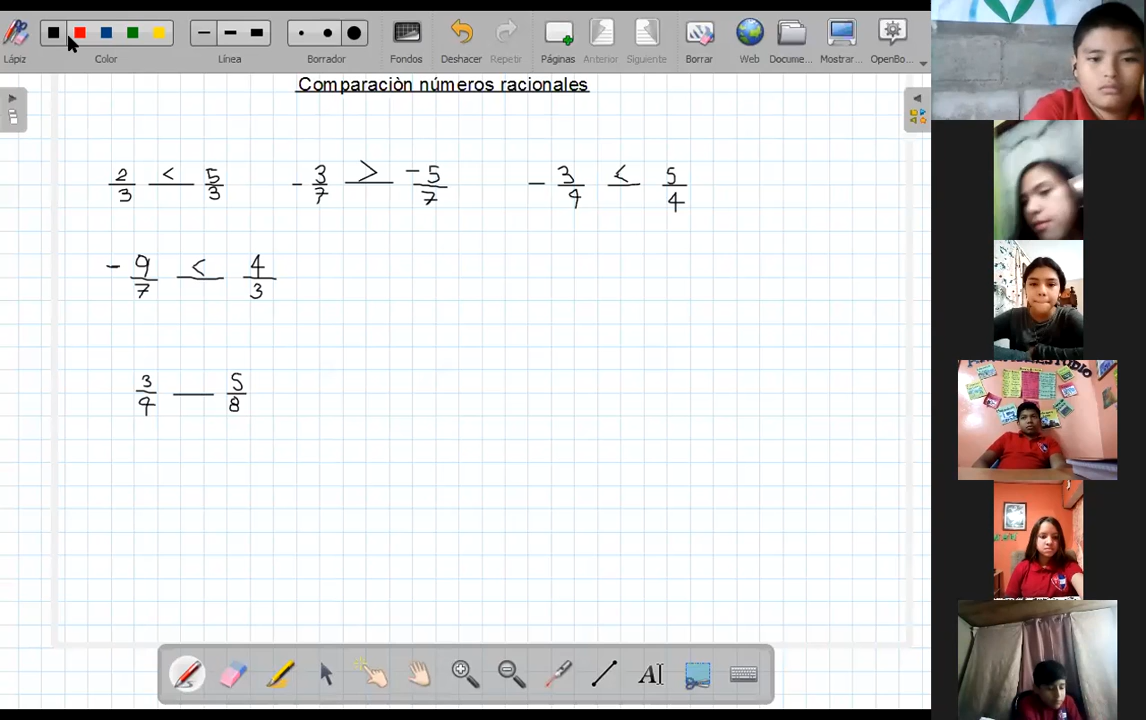 Lápiz Color Línea Borrador Fondos Deshacer Repetir Páginas Anterior Siguiente Borrar Web Docume... Mostrar... OpenBo...
Comparaciòn números racionales
2/3 < 5/3 -3/7 > -5/7 -3/4 < 5/4
-9/7 < 4/3
3/4 __ 5/8